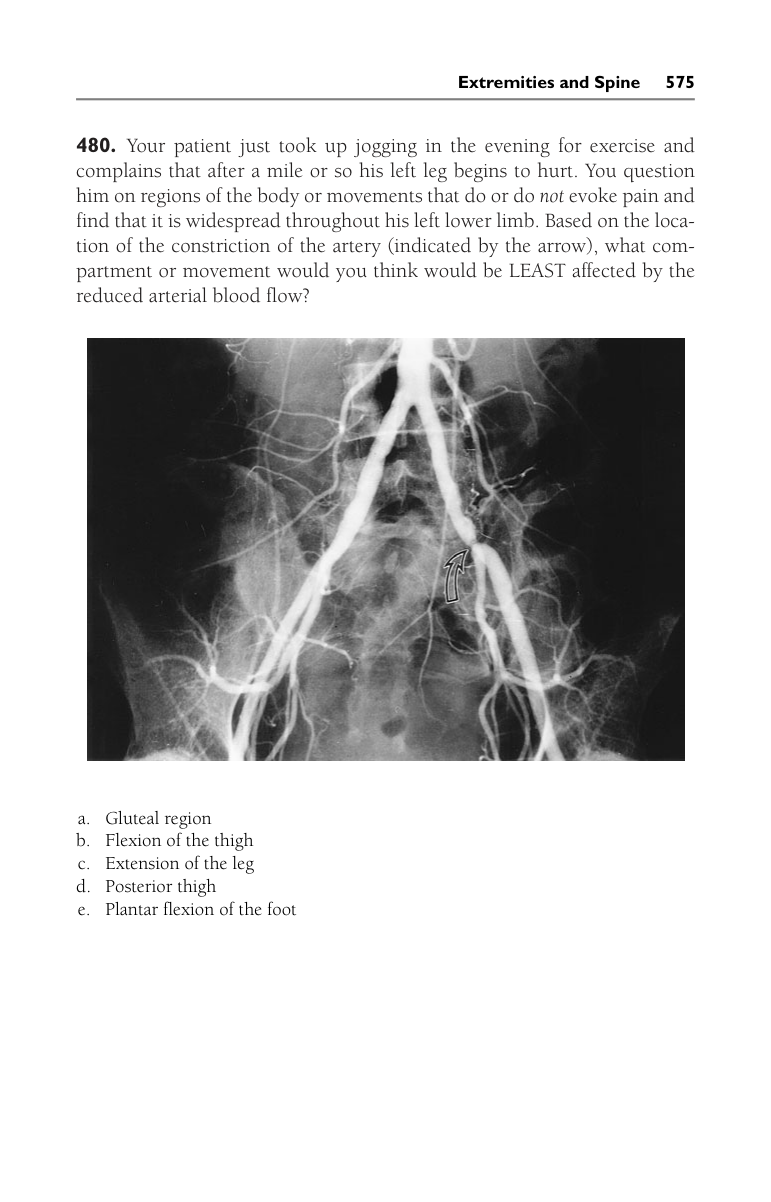 Extremities and Spine 575
480. Your patient just took up jogging in the evening for exercise and
complains that after a mile or so his left leg begins to hurt. You question
him on regions of the body or movements that do or do not evoke pain and
find that it is widespread throughout his left lower limb. Based on the loca-
tion of the constriction of the artery (indicated by the arrow), what com-
partment or movement would you think would be LEAST affected by the
reduced arterial blood flow?
a. Gluteal region
b. Flexion of the thigh
c. Extension of the leg
d. Posterior thigh
e. Plantar flexion of the foot